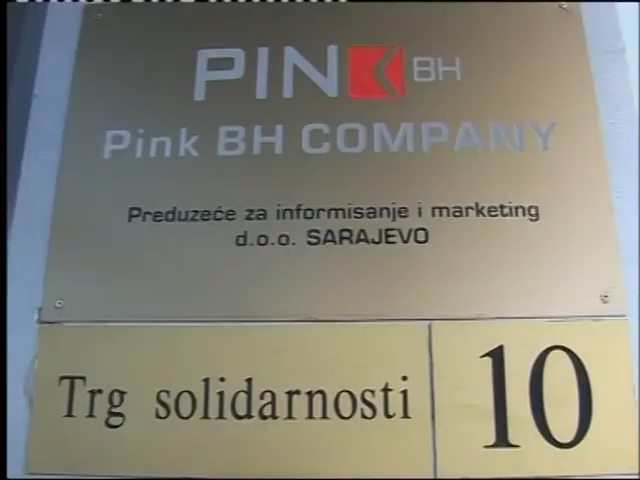 PINK BH
Pink BH COMPANY
Preduzeće za informisanje i marketing
d.o.o. SARAJEVO
Trg solidarnosti 10